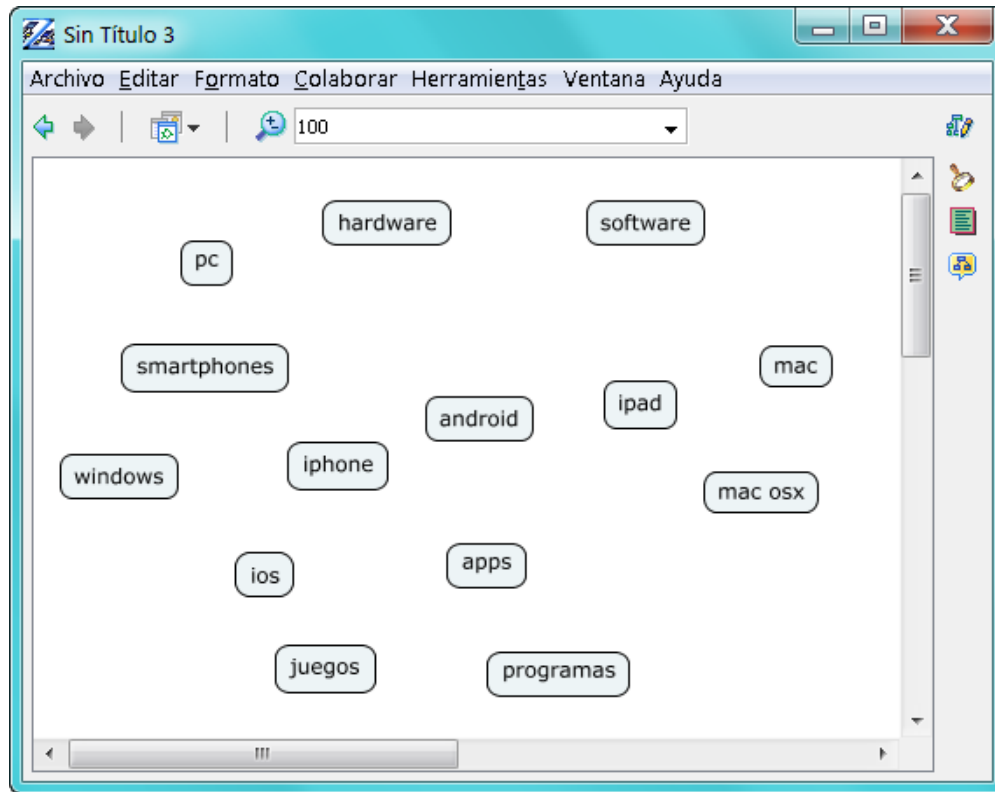 Sin Título 3
Archivo Editar Formato Colaborar Herramientas Ventana Ayuda
100
hardware
software
pc
smartphones
mac
ipad
android
iphone
windows
mac osx
apps
ios
juegos
programas